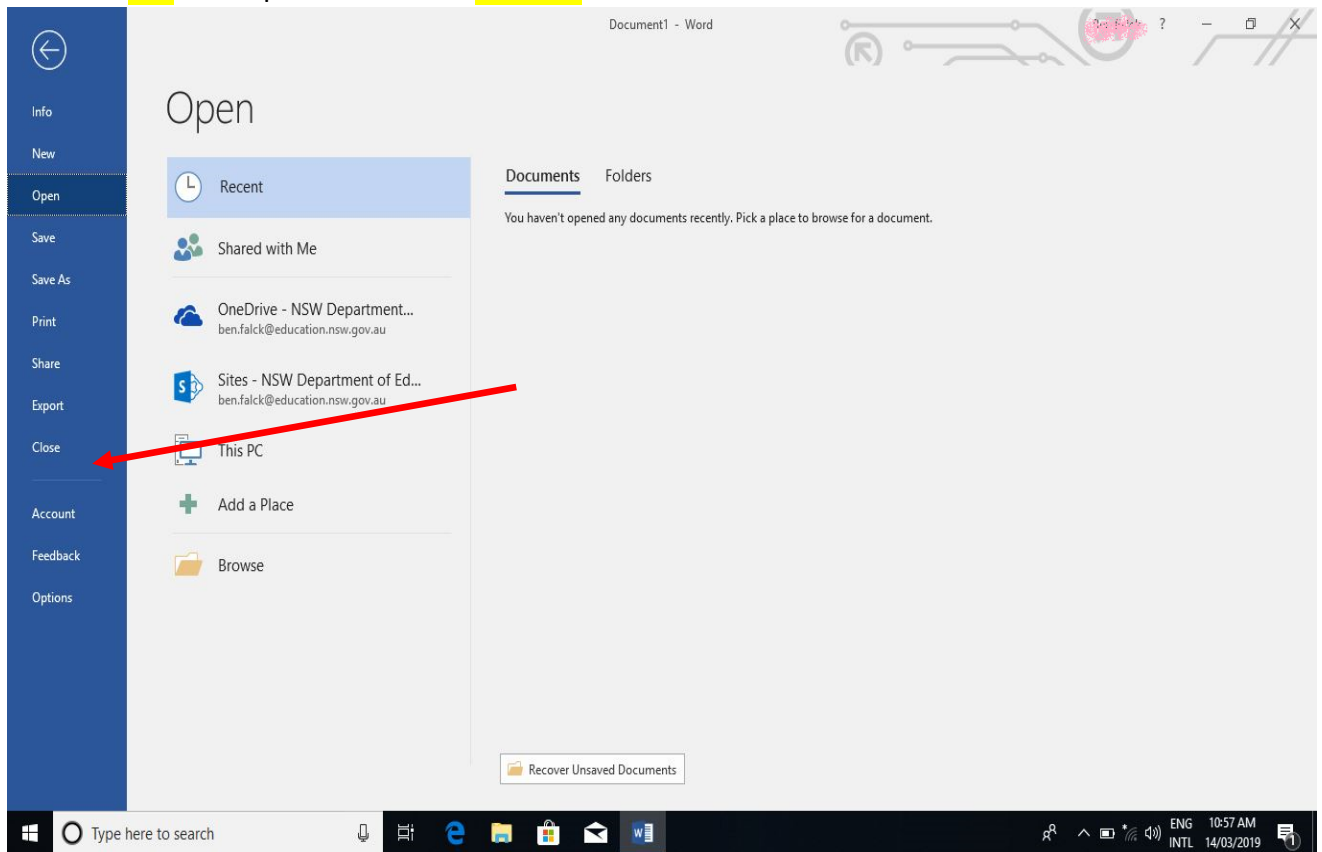 Document1 - Word
?
Info
New
Open
Save
Save As
Print
Share
Export
Close
Account
Feedback
Options
Open
Recent
Shared with Me
OneDrive - NSW Department...
ben.falck@education.nsw.gov.au
Sites - NSW Department of Ed...
ben.falck@education.nsw.gov.au
This PC
Add a Place
Browse
Documents Folders
You haven't opened any documents recently. Pick a place to browse for a document.
Recover Unsaved Documents
Type here to search
ENG 10:57 AM
INTL 14/03/2019
1